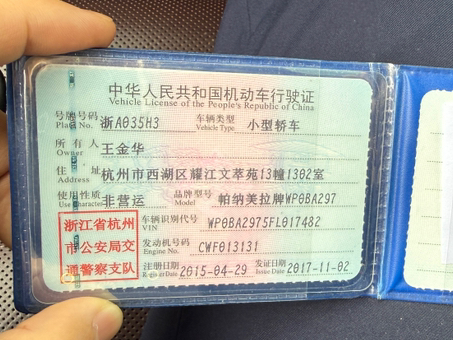 中华人民共和国机动车行驶证
Vehicle License of the People's Republic of China
号牌号码 浙A035H3 车辆类型 小型轿车
Plate No. Vehicle Type
所有人 王金华
Owner
住址 杭州市西湖区耀江文萃苑13幢1302室
Address
使用性质 非营运 品牌型号 帕纳美拉牌WP0BA297
Use Character Model
浙江省杭州
市公安局交
通警察支队
车辆识别代号 WP0BA2975FL017482
VIN
发动机号码 CWF013131
Engine No.
注册日期 2015-04-29 发证日期 2017-11-02
Register Date Issue Date